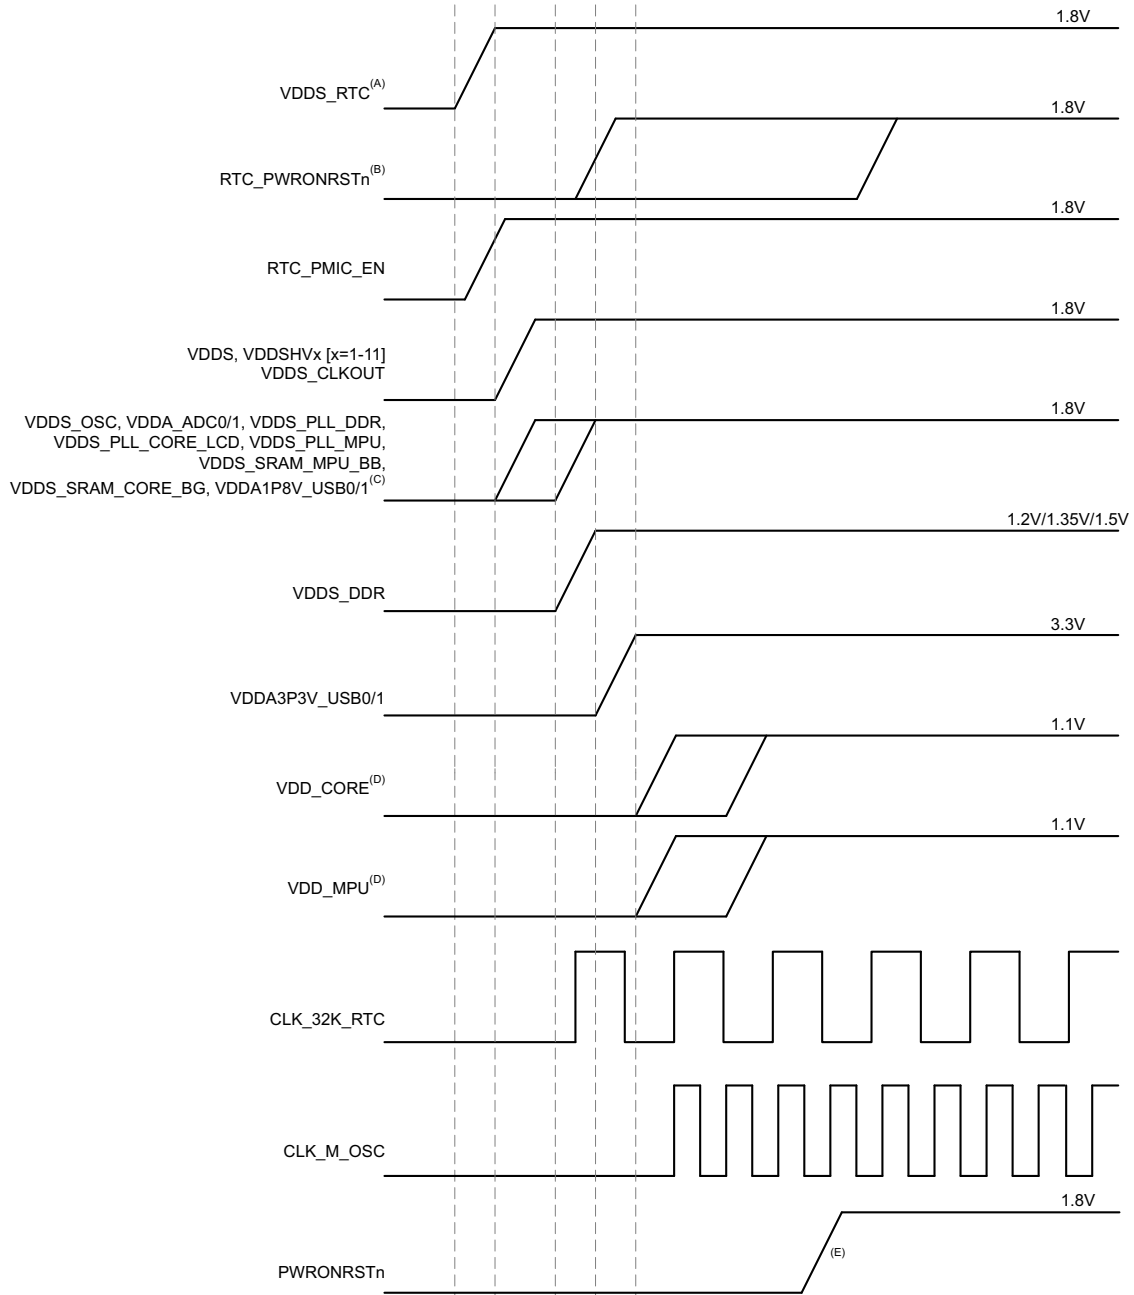 1.8V
VDDS_RTC(A)
1.8V
RTC_PWRONRSTn(B)
1.8V
RTC_PMIC_EN
1.8V
VDDS, VDDSHVx [x=1-11]
VDDS_CLKOUT
1.8V
VDDS_OSC, VDDA_ADC0/1, VDDS_PLL_DDR,
VDDS_PLL_CORE_LCD, VDDS_PLL_MPU,
VDDS_SRAM_MPU_BB,
VDDS_SRAM_CORE_BG, VDDA1P8V_USB0/1(C)
1.2V/1.35V/1.5V
VDDS_DDR
3.3V
VDDA3P3V_USB0/1
1.1V
VDD_CORE(D)
1.1V
VDD_MPU(D)
CLK_32K_RTC
CLK_M_OSC
1.8V
(E)
PWRONRSTn